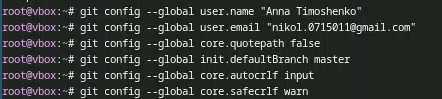 root@vbox:~# git config --global user.name "Anna Timoshenko"
root@vbox:~# git config --global user.email "nikol.0715011@gmail.com"
root@vbox:~# git config --global core.quotepath false
root@vbox:~# git config --global init.defaultBranch master
root@vbox:~# git config --global core.autocrlf input
root@vbox:~# git config --global core.safecrlf warn